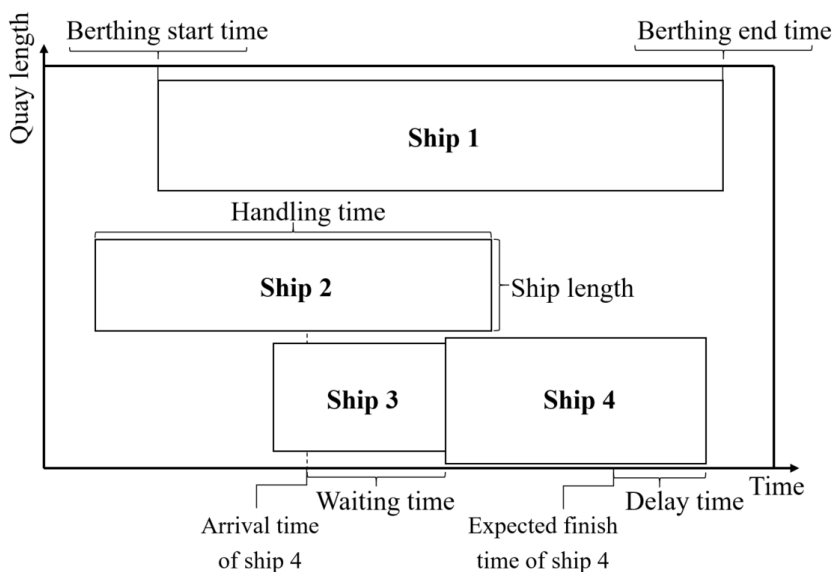 Berthing start time
Berthing end time
Quay length
Ship 1
Handling time
Ship 2
Ship length
Ship 3
Ship 4
Time
Waiting time
Delay time
Arrival time
of ship 4
Expected finish
time of ship 4